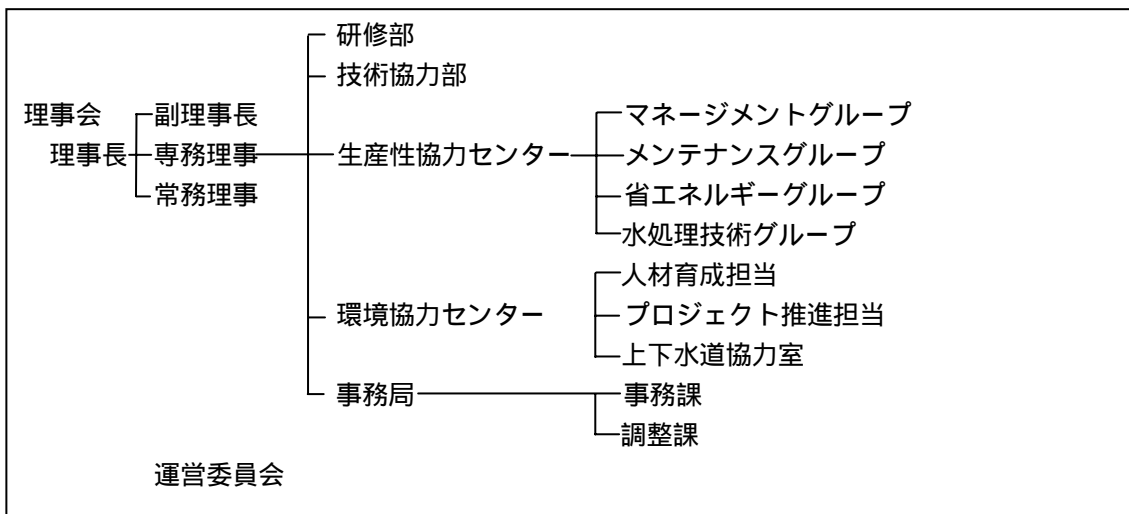 研修部
技術協力部
理事会 副理事長 マネージメントグループ
理事長 専務理事 生産性協力センター メンテナンスグループ
常務理事 省エネルギーグループ
水処理技術グループ
人材育成担当
環境協力センター プロジェクト推進担当
上下水道協力室
事務局 事務課
調整課
運営委員会